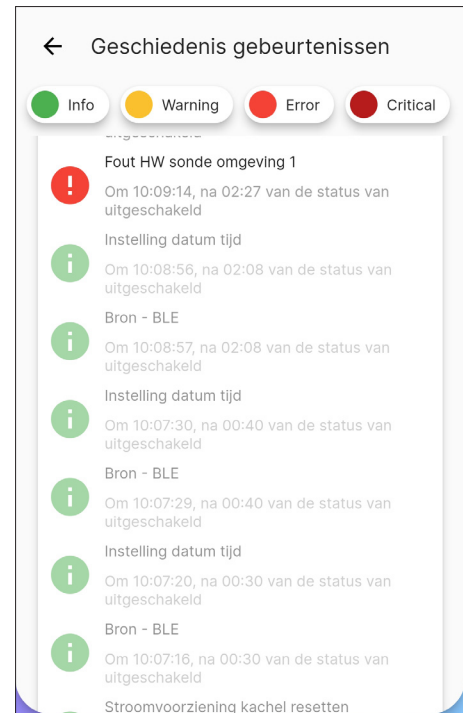 Geschiedenis gebeurtenissen
Info
Warning
Error
Critical
uitgeschakeld
Fout HW sonde omgeving 1
Om 10:09:14, na 02:27 van de status van
uitgeschakeld
Instelling datum tijd
Om 10:08:56, na 02:08 van de status van
uitgeschakeld
Bron - BLE
Om 10:08:57, na 02:08 van de status van
uitgeschakeld
Instelling datum tijd
Om 10:07:30, na 00:40 van de status van
uitgeschakeld
Bron - BLE
Om 10:07:29, na 00:40 van de status van
uitgeschakeld
Instelling datum tijd
Om 10:07:20, na 00:30 van de status van
uitgeschakeld
Bron - BLE
Om 10:07:16, na 00:30 van de status van
uitgeschakeld
Stroomvoorziening kachel resetten